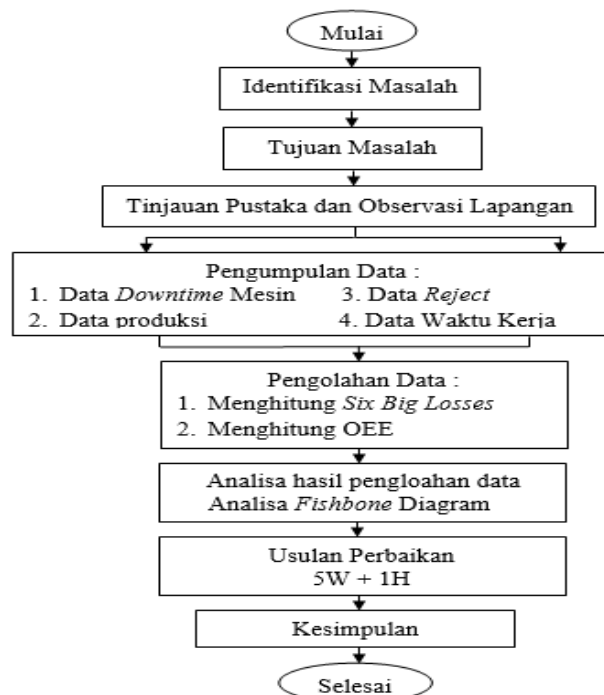 Mulai
Identifikasi Masalah
Tujuan Masalah
Tinjauan Pustaka dan Observasi Lapangan
Pengumpulan Data :
1. Data Downtime Mesin 3. Data Reject
2. Data produksi 4. Data Waktu Kerja
Pengolahan Data :
1. Menghitung Six Big Losses
2. Menghitung OEE
Analisa hasil pengloahan data
Analisa Fishbone Diagram
Usulan Perbaikan
5W + 1H
Kesimpulan
Selesai